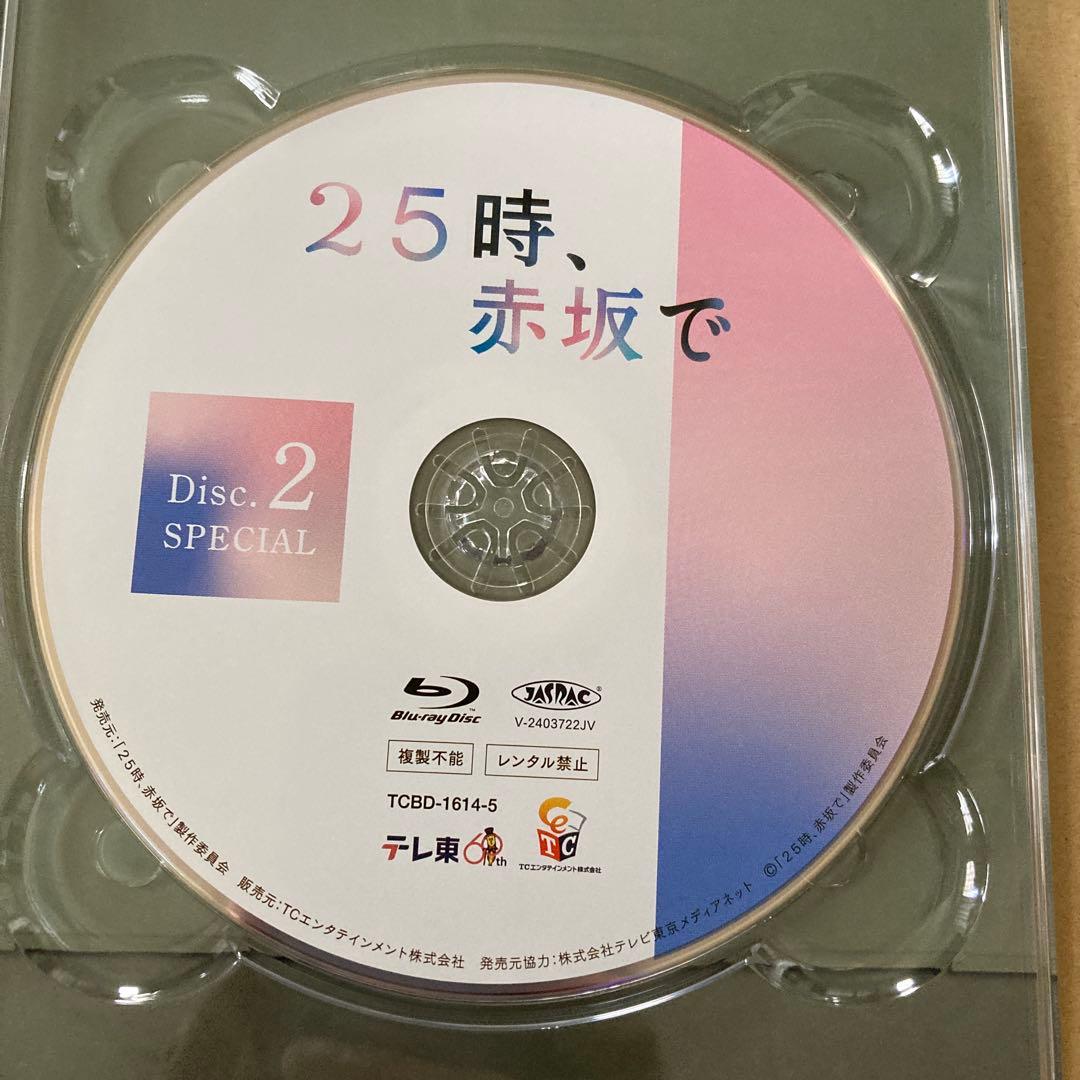 25時、
赤坂で
Disc. 2
SPECIAL
Blu-ray Disc™
JASRAC®
V-2403722JV
複製不能
レンタル禁止
TCBD-1614-5
テレ東 60th
TC
TCエンタテインメント株式会社
発売元:「25時、赤坂で」製作委員会 販売元:TCエンタテインメント株式会社 発売元協力:株式会社テレビ東京メディアネット ©「25時、赤坂で」製作委員会